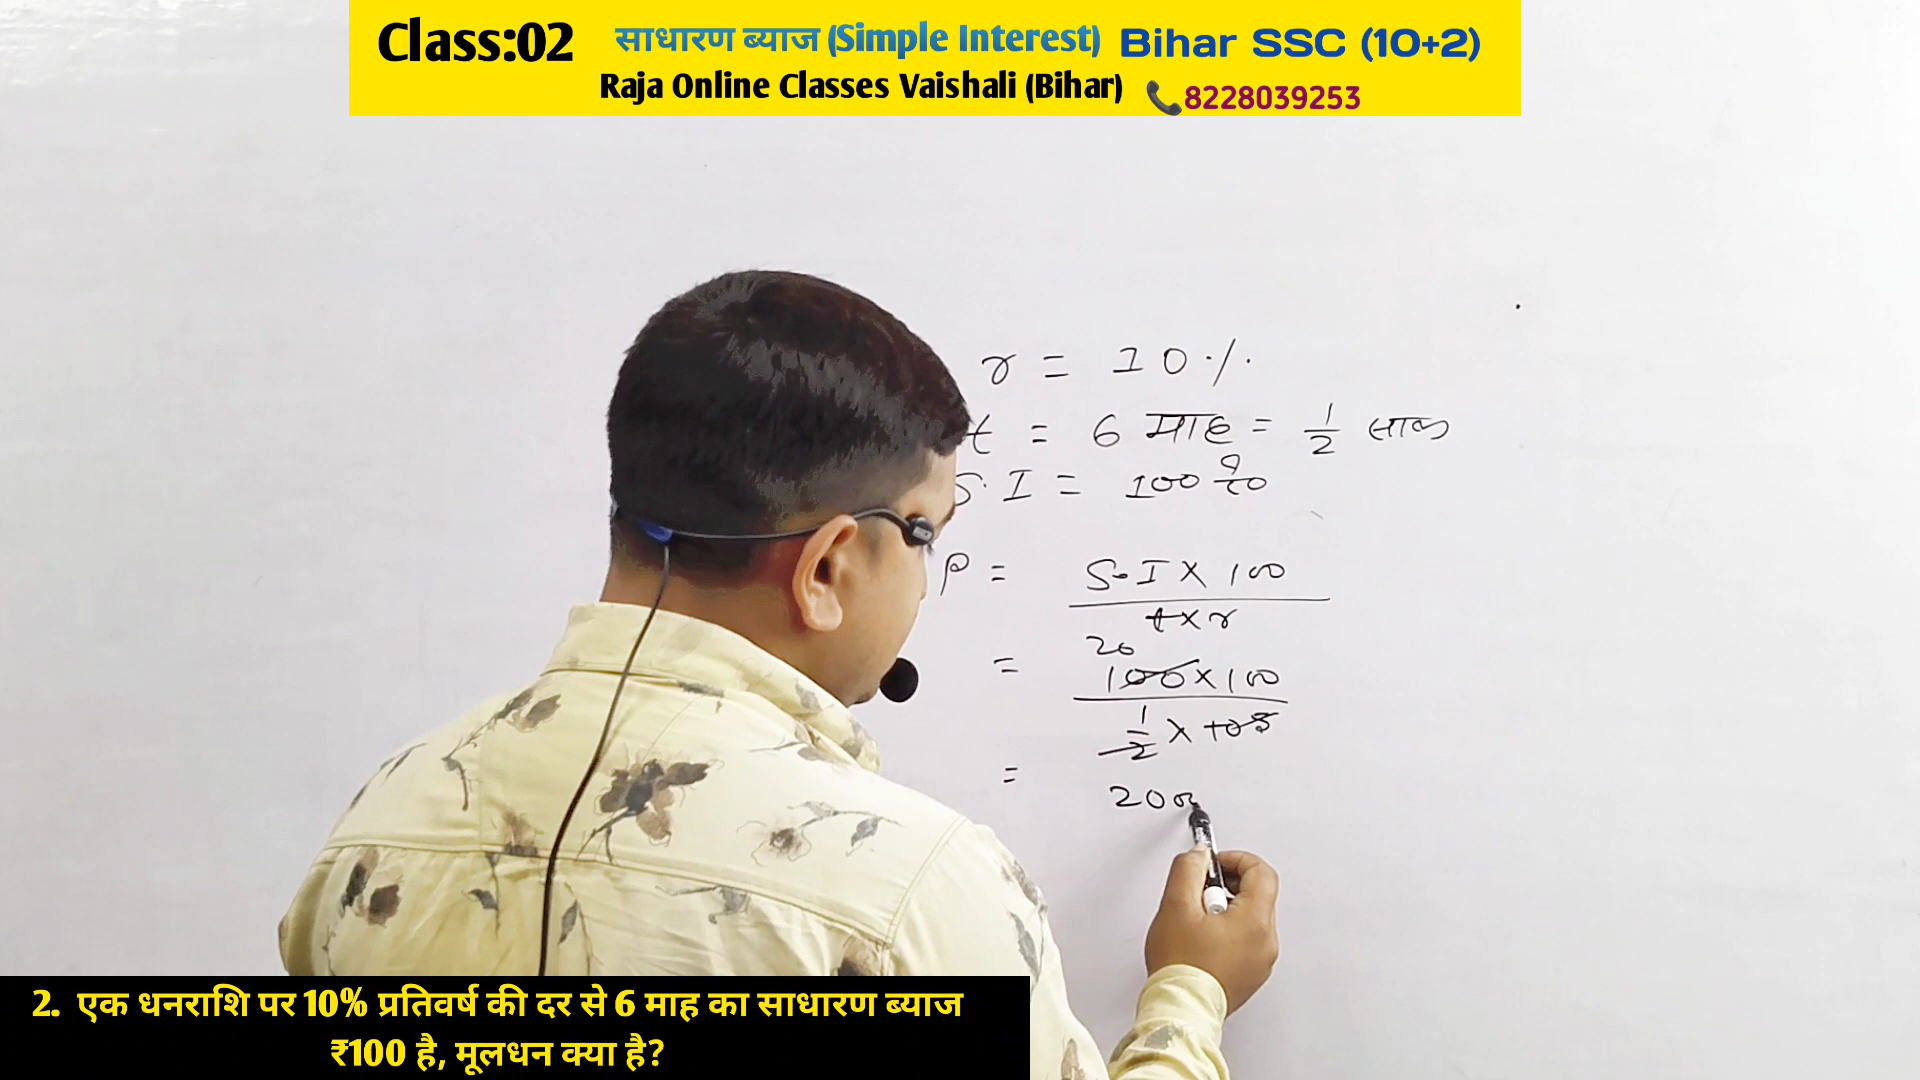 Class:02 साधारण ब्याज (Simple Interest) Bihar SSC (10+2)
Raja Online Classes Vaishali (Bihar) 8228039253
r = 10 %
t = 6 माह = 1/2 साल
S.I = 100 रु०
P = S.I × 100
t × r
20
= 100 × 100
1/2 × 10 5
= 200
2. एक धनराशि पर 10% प्रतिवर्ष की दर से 6 माह का साधारण ब्याज
₹100 है, मूलधन क्या है?